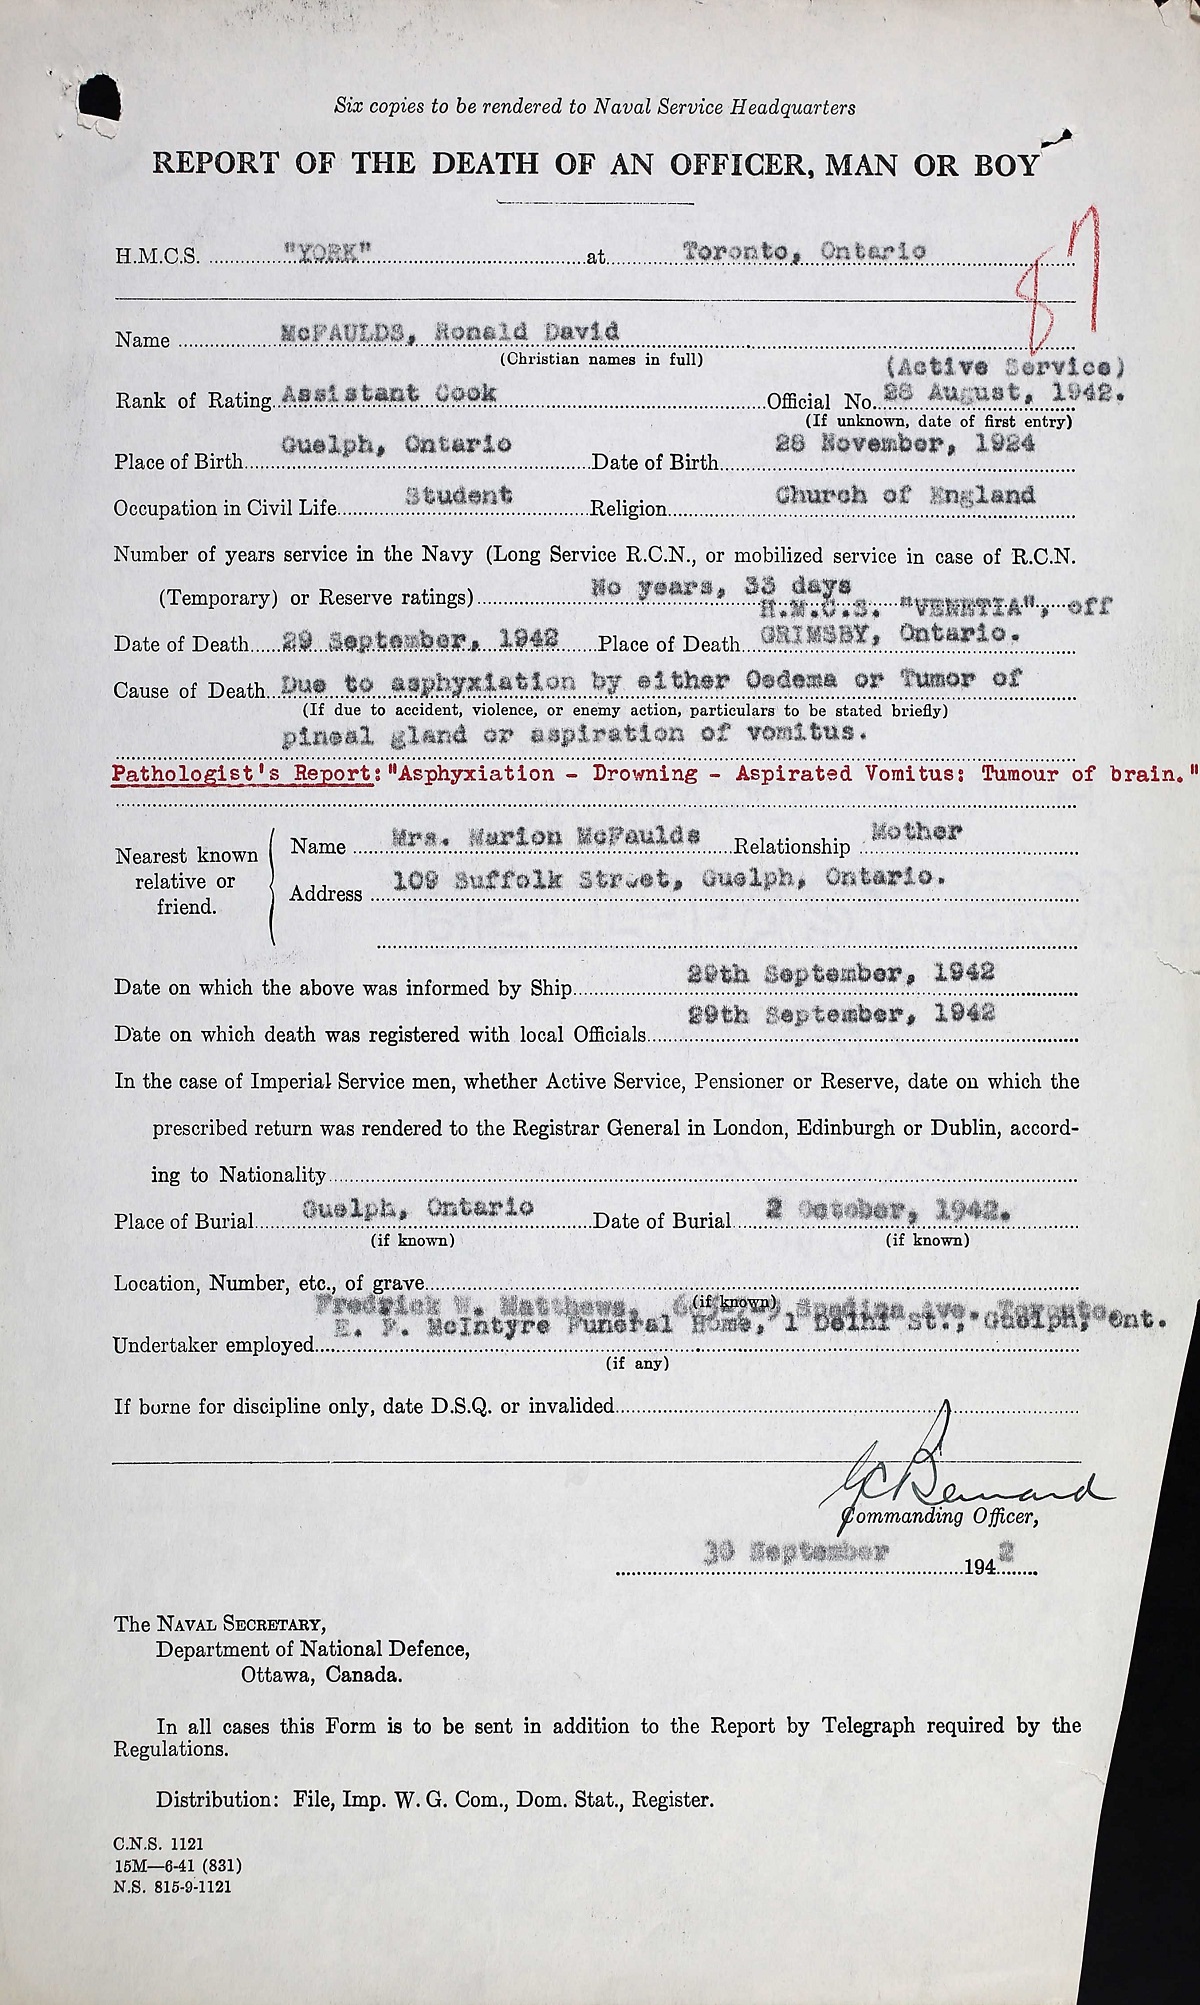 Six copies to be rendered to Naval Service Headquarters
REPORT OF THE DEATH OF AN OFFICER, MAN OR BOY
87
H.M.C.S. "YORK" at Toronto, Ontario
Name McFAULDS, Ronald David
(Christian names in full)
(Active Service)
Rank of Rating Assistant Cook Official No. 28 August, 1942.
(If unknown, date of first entry)
Place of Birth Guelph, Ontario Date of Birth 28 November, 1924
Occupation in Civil Life Student Religion Church of England
Number of years service in the Navy (Long Service R.C.N., or mobilized service in case of R.C.N.
(Temporary) or Reserve ratings) No years, 33 days
H.M.C.S. "VENETIA", off
Date of Death 29 September, 1942 Place of Death GRIMSBY, Ontario.
Cause of Death Due to asphyxiation by either Oedema or Tumor of
(If due to accident, violence, or enemy action, particulars to be stated briefly)
pineal gland or aspiration of vomitus.
Pathologist's Report: "Asphyxiation - Drowning - Aspirated Vomitus: Tumour of brain."
Nearest known relative or friend.
Name Mrs. Marion McFaulds Relationship Mother
Address 109 Suffolk Street, Guelph, Ontario.
Date on which the above was informed by Ship 29th September, 1942
Date on which death was registered with local Officials 29th September, 1942
In the case of Imperial Service men, whether Active Service, Pensioner or Reserve, date on which the
prescribed return was rendered to the Registrar General in London, Edinburgh or Dublin, accord-
ing to Nationality
Place of Burial Guelph, Ontario Date of Burial 2 October, 1942.
(if known) (if known)
Location, Number, etc., of grave
(if known)
Fredrick W. Matthews, Spadina Ave. Toronto
Undertaker employed E. P. McIntyre Funeral Home, 1 Delhi St., Guelph, Ont.
(if any)
If borne for discipline only, date D.S.Q. or invalided
Bernard
Commanding Officer,
30 September 1942
The NAVAL SECRETARY,
Department of National Defence,
Ottawa, Canada.
In all cases this Form is to be sent in addition to the Report by Telegraph required by the
Regulations.
Distribution: File, Imp. W. G. Com., Dom. Stat., Register.
C.N.S. 1121
15M—6-41 (831)
N.S. 815-9-1121